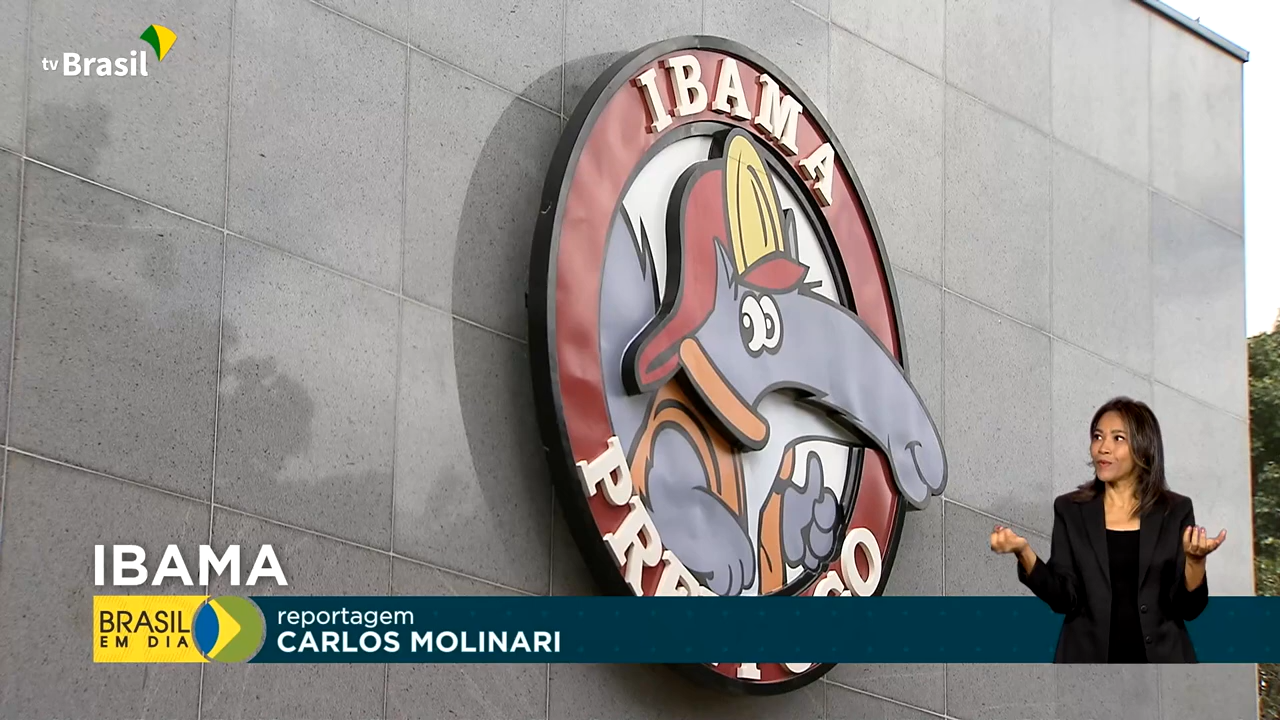 tv Brasil
IBAMA
IBAMA
BRASIL
EM DIA
reportagem
CARLOS MOLINARI